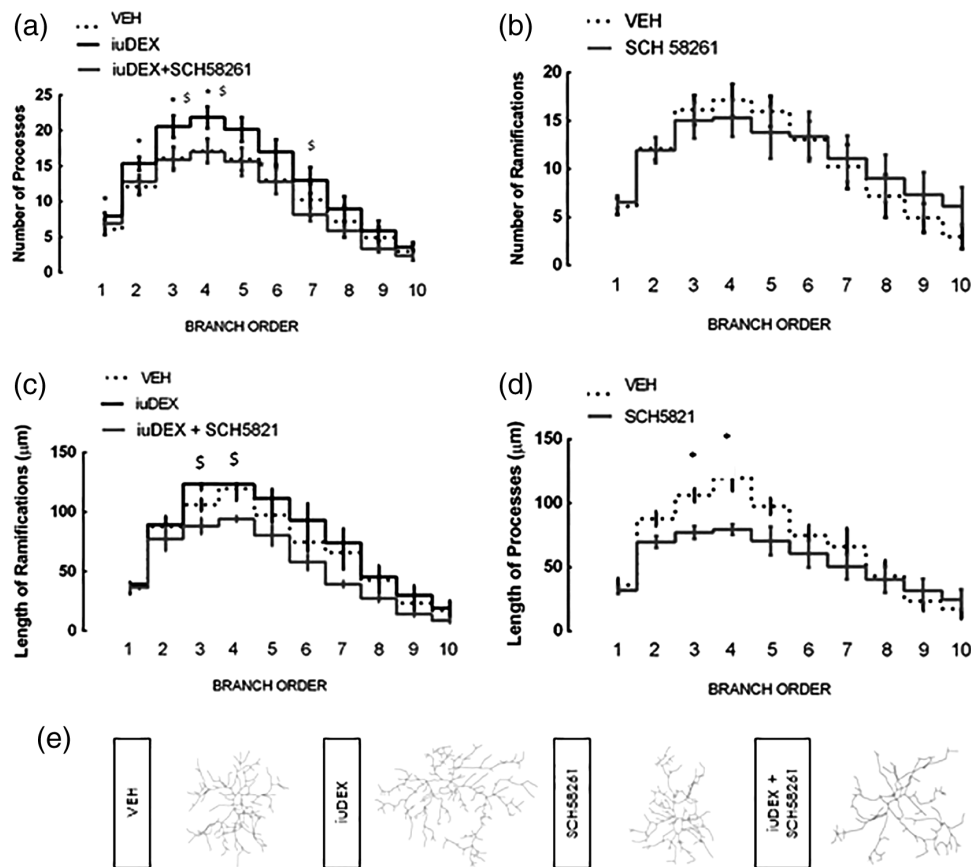 (a)
VEH
iuDEX
iuDEX+SCH58261
Number of Processes
25
20
15
10
5
0
• • $ • $ • $
1 2 3 4 5 6 7 8 9 10
BRANCH ORDER
(b)
VEH
SCH 58261
Number of Ramifications
20
15
10
5
0
1 2 3 4 5 6 7 8 9 10
BRANCH ORDER
(c)
VEH
iuDEX
iuDEX + SCH5821
Length of Ramifications (μm)
150
100
50
0
$ $
1 2 3 4 5 6 7 8 9 10
BRANCH ORDER
(d)
VEH
SCH5821
Length of Processes (μm)
150
100
50
0
• •
1 2 3 4 5 6 7 8 9 10
BRANCH ORDER
(e)
VEH
iuDEX
SCH58261
iuDEX +
SCH58261